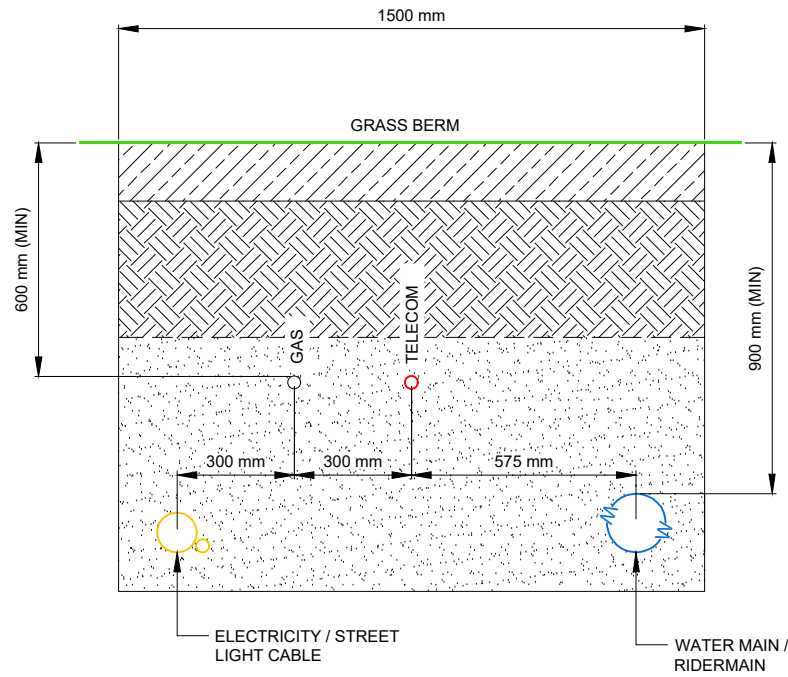 1500 mm
GRASS BERM
600 mm (MIN)
900 mm (MIN)
GAS
TELECOM
300 mm
300 mm
575 mm
ELECTRICITY / STREET
LIGHT CABLE
WATER MAIN /
RIDERMAIN